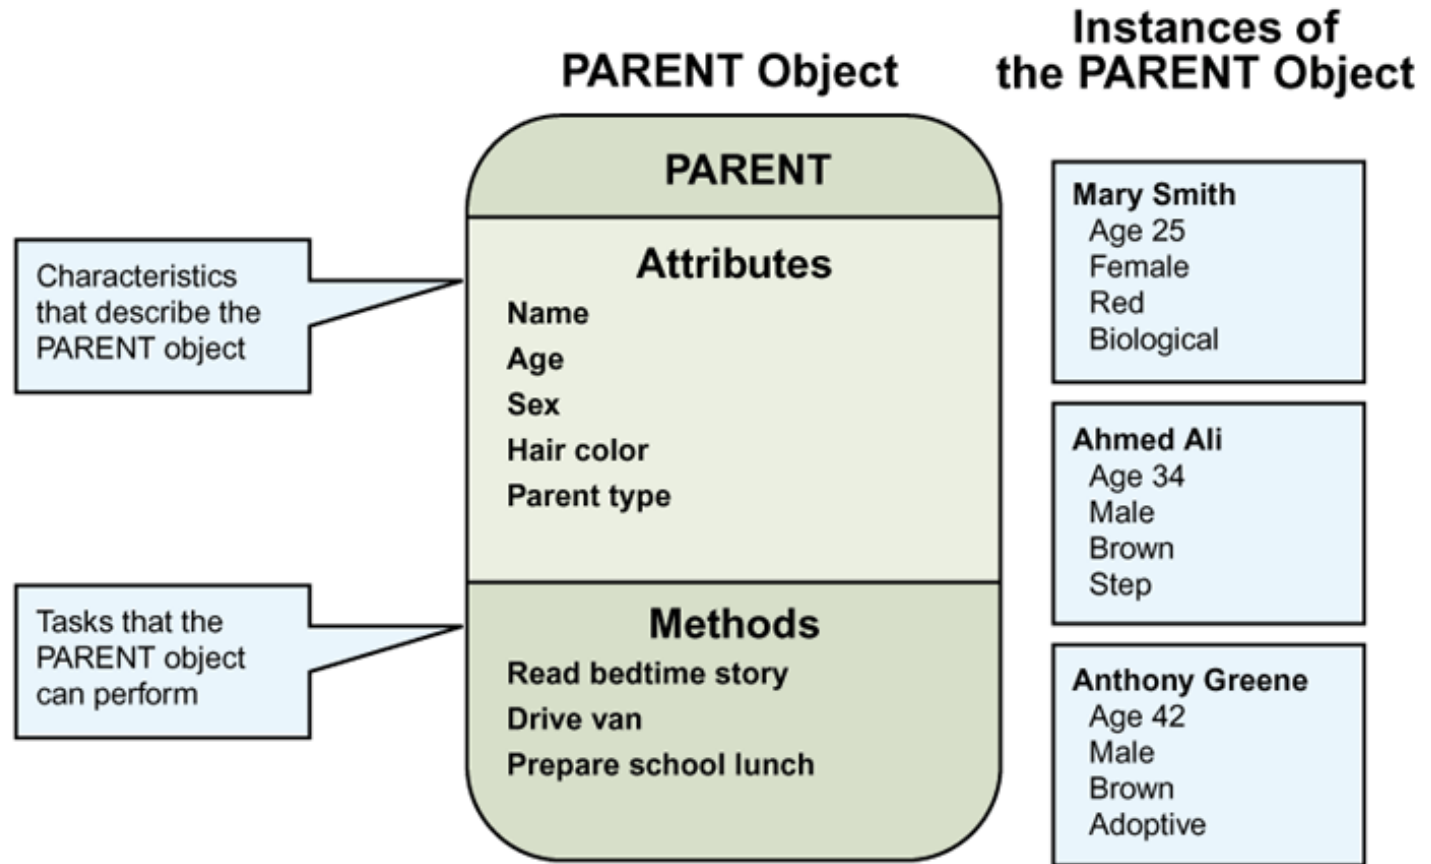 PARENT Object
Instances of
the PARENT Object
PARENT
Attributes
Name
Age
Sex
Hair color
Parent type
Methods
Read bedtime story
Drive van
Prepare school lunch
Characteristics
that describe the
PARENT object
Tasks that the
PARENT object
can perform
Mary Smith
Age 25
Female
Red
Biological
Ahmed Ali
Age 34
Male
Brown
Step
Anthony Greene
Age 42
Male
Brown
Adoptive